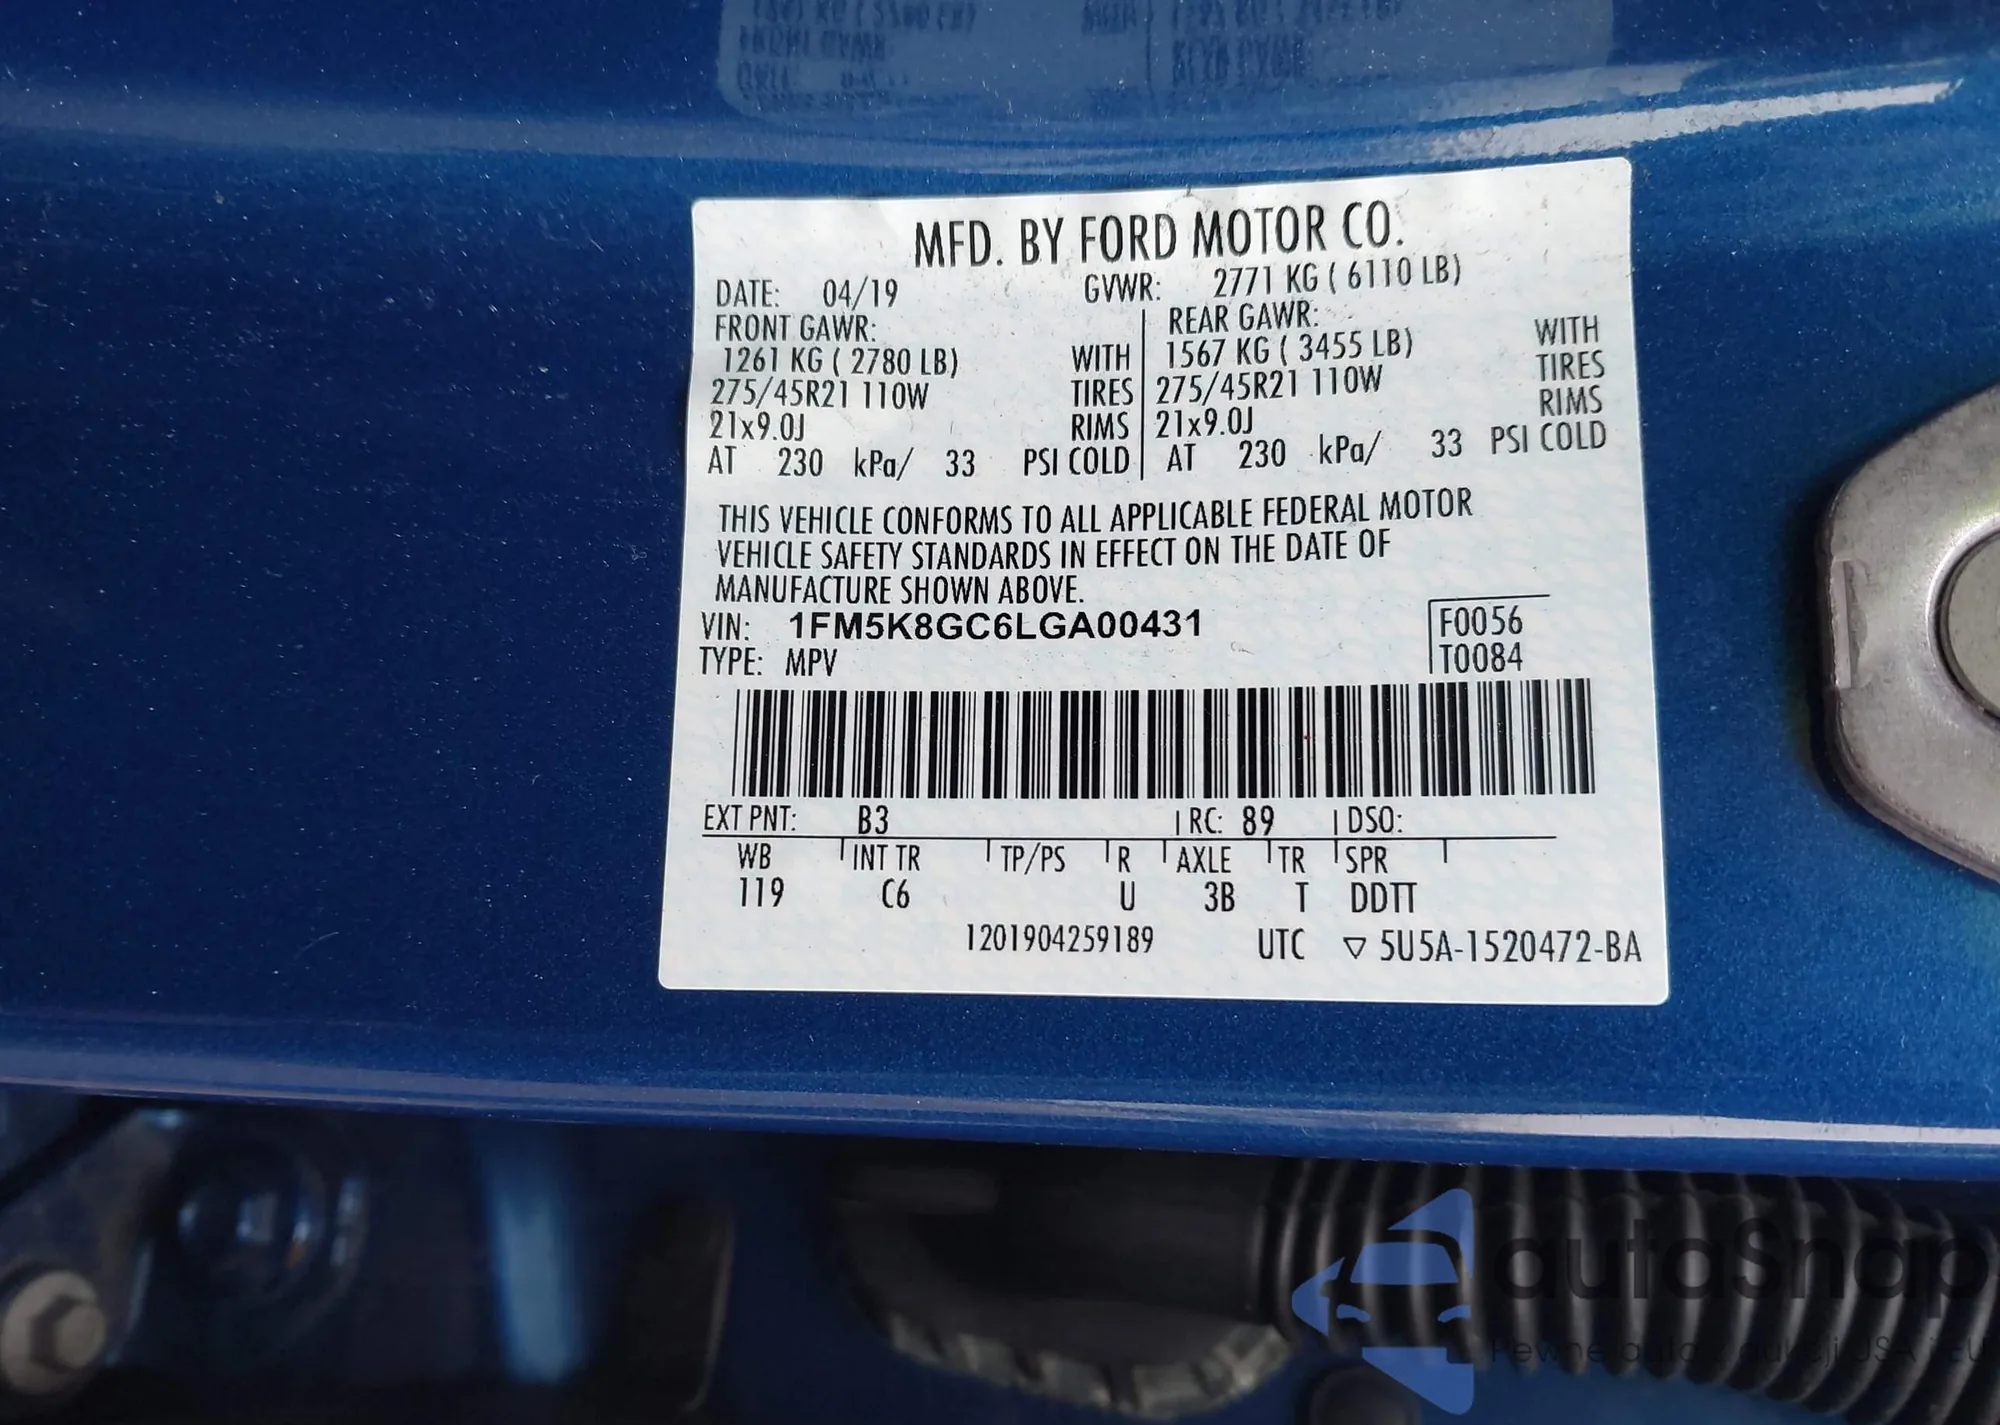 MFD. BY FORD MOTOR CO.
DATE: 04/19 GVWR: 2771 KG ( 6110 LB)
FRONT GAWR: REAR GAWR:
1261 KG ( 2780 LB) WITH 1567 KG ( 3455 LB) WITH
275/45R21 110W TIRES 275/45R21 110W TIRES
21x9.0J RIMS 21x9.0J RIMS
AT 230 kPa/ 33 PSI COLD AT 230 kPa/ 33 PSI COLD
THIS VEHICLE CONFORMS TO ALL APPLICABLE FEDERAL MOTOR
VEHICLE SAFETY STANDARDS IN EFFECT ON THE DATE OF
MANUFACTURE SHOWN ABOVE.
VIN: 1FM5K8GC6LGA00431 F0056
TYPE: MPV T0084
EXT PNT: B3 RC: 89 DSO:
WB INT TR TP/PS R AXLE TR SPR
119 C6 U 3B T DDTT
1201904259189 UTC ▽ 5U5A-1520472-BA
autoSnap